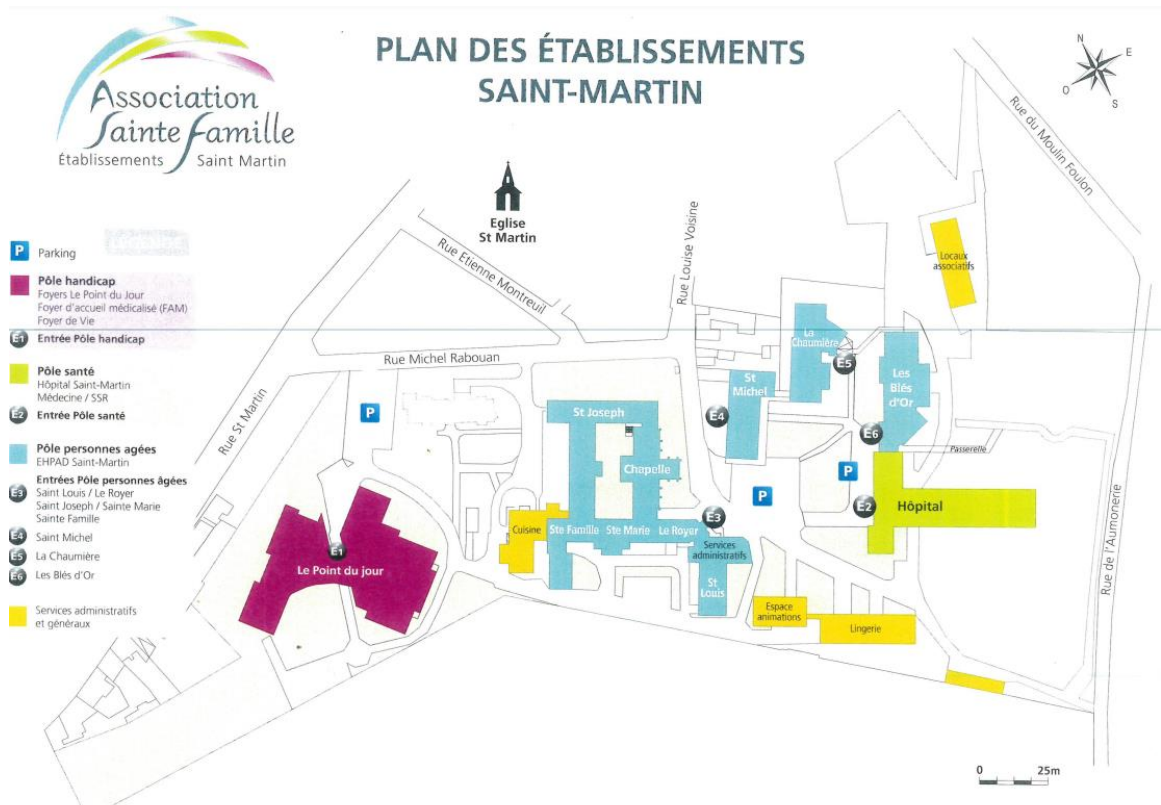 PLAN DES ÉTABLISSEMENTS
SAINT-MARTIN
Association
Sainte Famille
Établissements Saint Martin
N
E
O
S
Eglise
St Martin
Rue du Moulin Foulon
Rue Etienne Montreuil
Rue Louise Voisine
Rue Michel Rabouan
Rue St Martin
Rue de l'Aumonerie
P Parking
Pôle handicap
Foyers Le Point du Jour
Foyer d'accueil médicalisé (FAM)
Foyer de Vie
E1 Entrée Pôle handicap
Pôle santé
Hôpital Saint-Martin
Médecine / SSR
E2 Entrée Pôle santé
Pôle personnes agées
EHPAD Saint-Martin
Entrées Pôle personnes âgées
E3 Saint Louis / Le Royer
Saint Joseph / Sainte Marie
Sainte Famille
E4 Saint Michel
E5 La Chaumière
E6 Les Blés d'Or
Services administratifs
et généraux
Locaux
associatifs
La
Chaumière
E5
St
Michel
E4
Les
Blés
d'Or
E6
Passerelle
P
St Joseph
Chapelle
P
P
E2
Hôpital
Cuisine
Ste Famille
Ste Marie
Le Royer
E3
Services
administratifs
St
Louis
E1
Le Point du jour
Espace
animations
Lingerie
0 25m